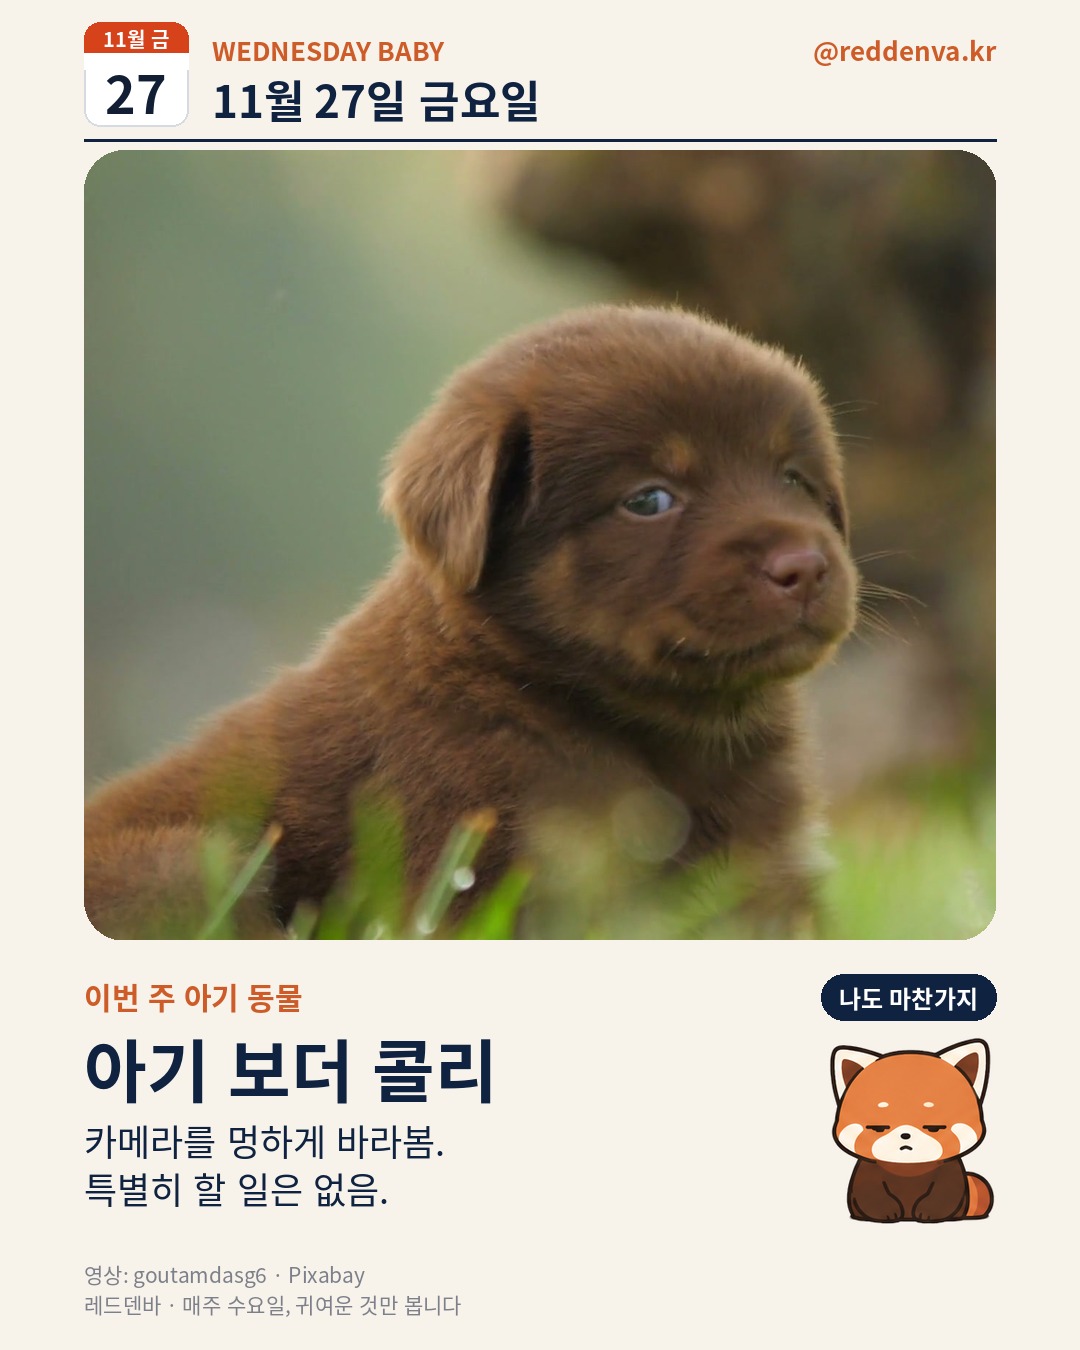 11월 금
27
WEDNESDAY BABY
11월 27일 금요일
@reddenva.kr
이번 주 아기 동물
아기 보더 콜리
카메라를 멍하게 바라봄.
특별히 할 일은 없음.
나도 마찬가지
영상: goutamdasg6 · Pixabay
레드덴바 · 매주 수요일, 귀여운 것만 봅니다